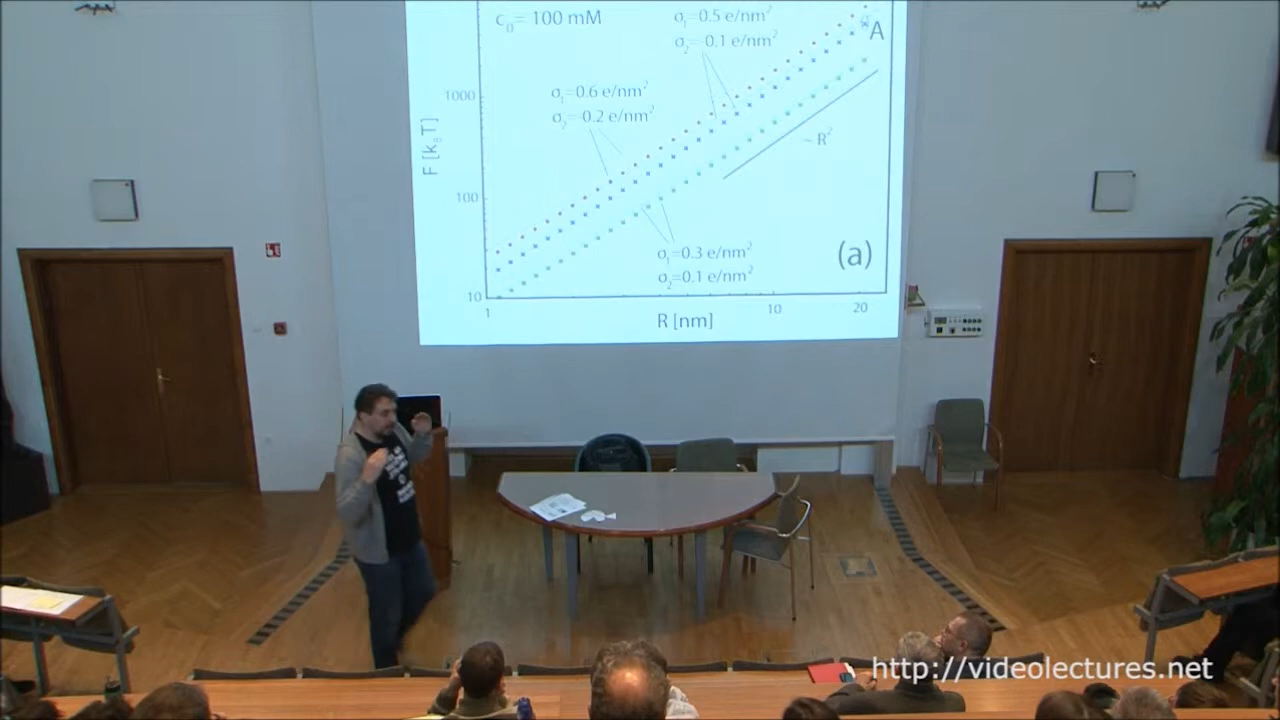 c₀= 100 mM
σ₁=0.5 e/nm²
σ₂=0.1 e/nm²
A
1000
σ₁=0.6 e/nm²
σ₂=0.2 e/nm²
F [k_BT]
~ R²
100
σ₁=0.3 e/nm²
σ₂=0.1 e/nm²
(a)
10
1
10
20
R [nm]
http://videolectures.net